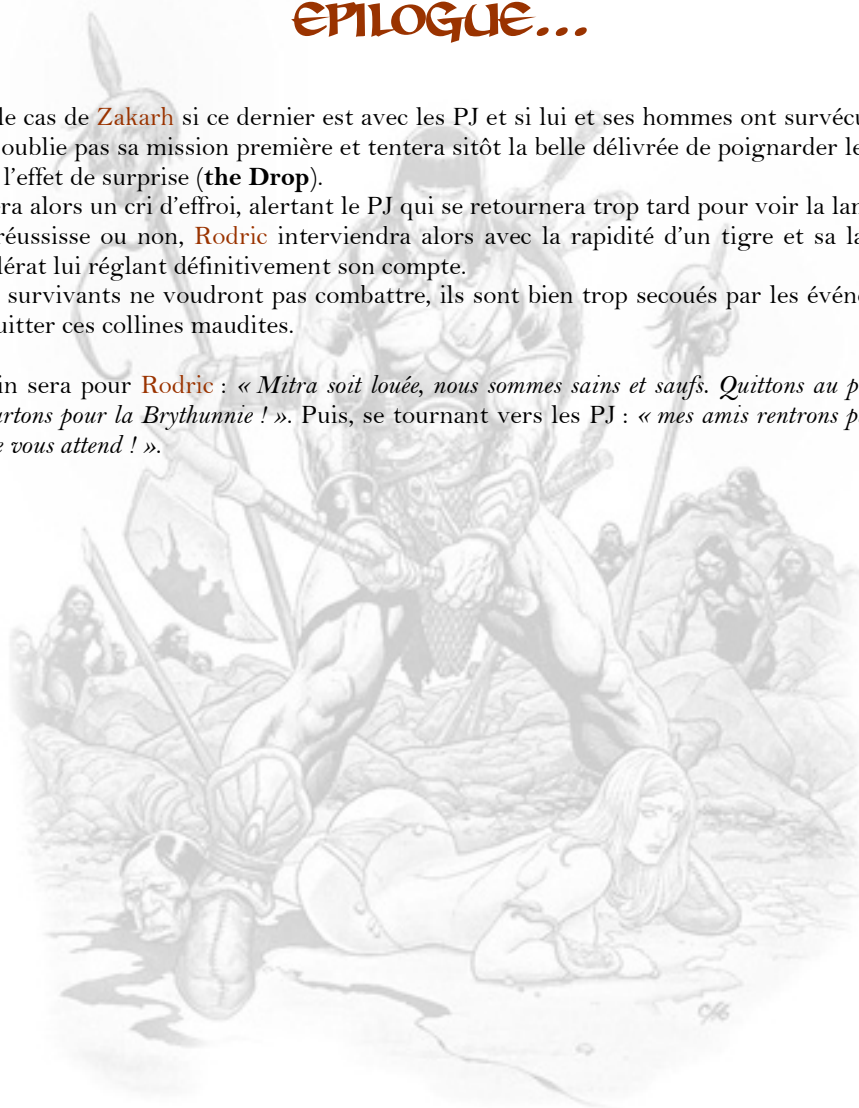 EPILOGUE...
le cas de Zakarh si ce dernier est avec les PJ et si lui et ses hommes ont survécu
oublie pas sa mission première et tentera sitôt la belle délivrée de poignarder le
l'effet de surprise (the Drop).
ra alors un cri d'effroi, alertant le PJ qui se retournera trop tard pour voir la lam
réussisse ou non, Rodric interviendra alors avec la rapidité d'un tigre et sa la
lérat lui réglant définitivement son compte.
survivants ne voudront pas combattre, ils sont bien trop secoués par les évén
uitter ces collines maudites.
in sera pour Rodric : « Mitra soit louée, nous sommes sains et saufs. Quittons au p
artons pour la Brythunnie ! ». Puis, se tournant vers les PJ : « mes amis rentrons p
e vous attend ! ».